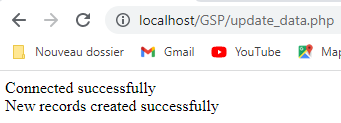 localhost/GSP/update_data.php
Nouveau dossier Gmail YouTube Map
Connected successfully
New records created successfully